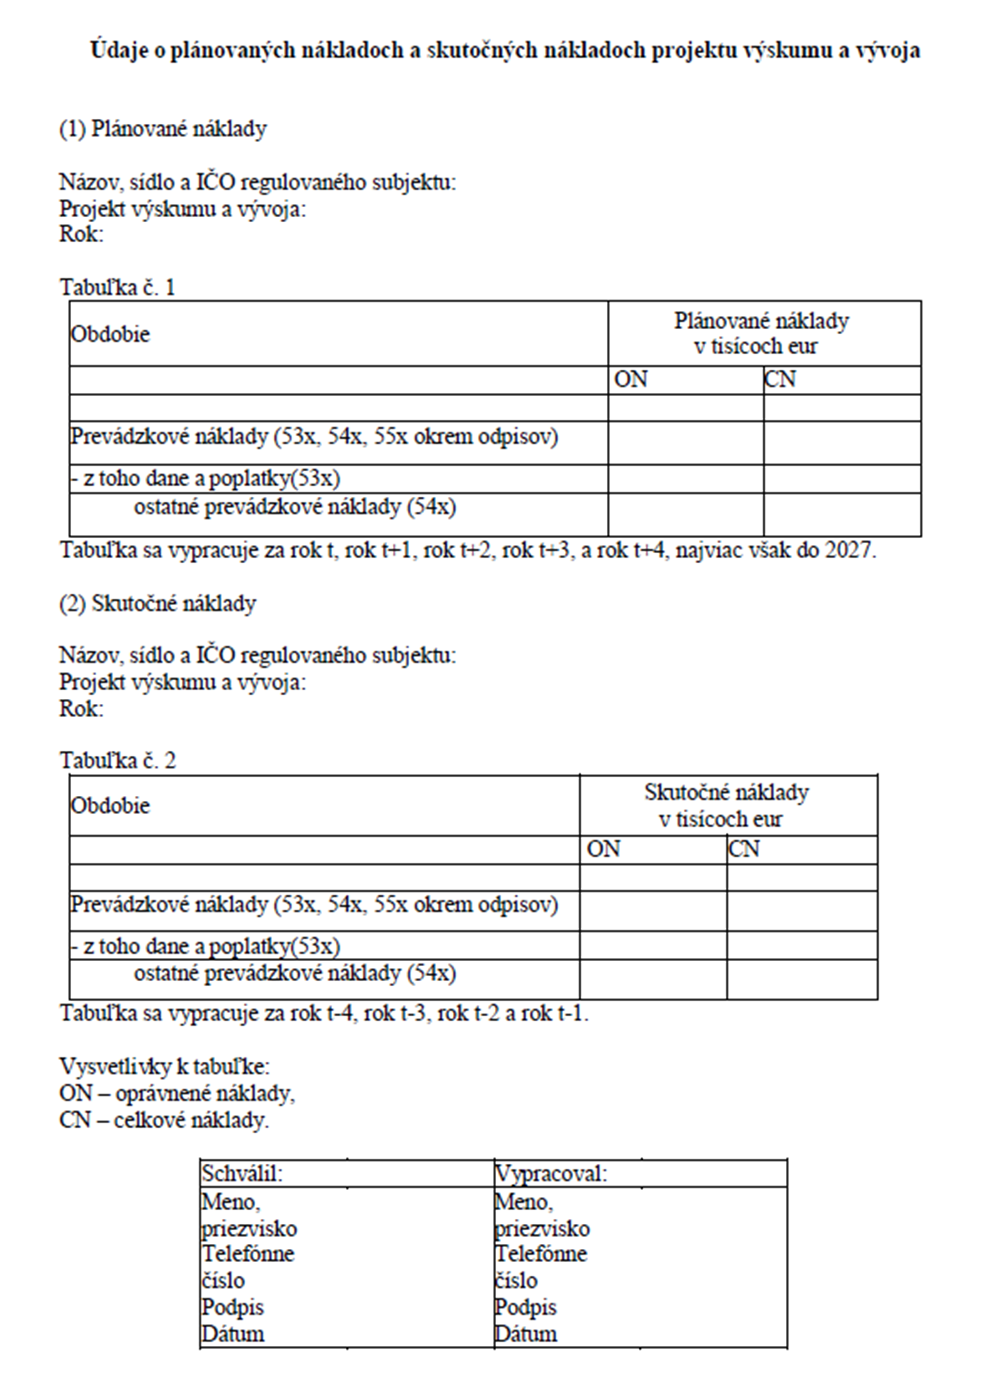 Údaje o plánovaných nákladoch a skutočných nákladoch projektu výskumu a vývoja
(1) Plánované náklady
Názov, sídlo a IČO regulovaného subjektu:
Projekt výskumu a vývoja:
Rok:
Tabuľka č. 1
Obdobie
Plánované náklady
v tisícoch eur
ON CN
Prevádzkové náklady (53x, 54x, 55x okrem odpisov)
- z toho dane a poplatky(53x)
ostatné prevádzkové náklady (54x)
Tabuľka sa vypracuje za rok t, rok t+1, rok t+2, rok t+3, a rok t+4, najviac však do 2027.
(2) Skutočné náklady
Názov, sídlo a IČO regulovaného subjektu:
Projekt výskumu a vývoja:
Rok:
Tabuľka č. 2
Obdobie
Skutočné náklady
v tisícoch eur
ON CN
Prevádzkové náklady (53x, 54x, 55x okrem odpisov)
- z toho dane a poplatky(53x)
ostatné prevádzkové náklady (54x)
Tabuľka sa vypracuje za rok t-4, rok t-3, rok t-2 a rok t-1.
Vysvetlivky k tabuľke:
ON – oprávnené náklady,
CN – celkové náklady.
Schválil: Vypracoval:
Meno, Meno,
priezvisko priezvisko
Telefónne Telefónne
číslo číslo
Podpis Podpis
Dátum Dátum